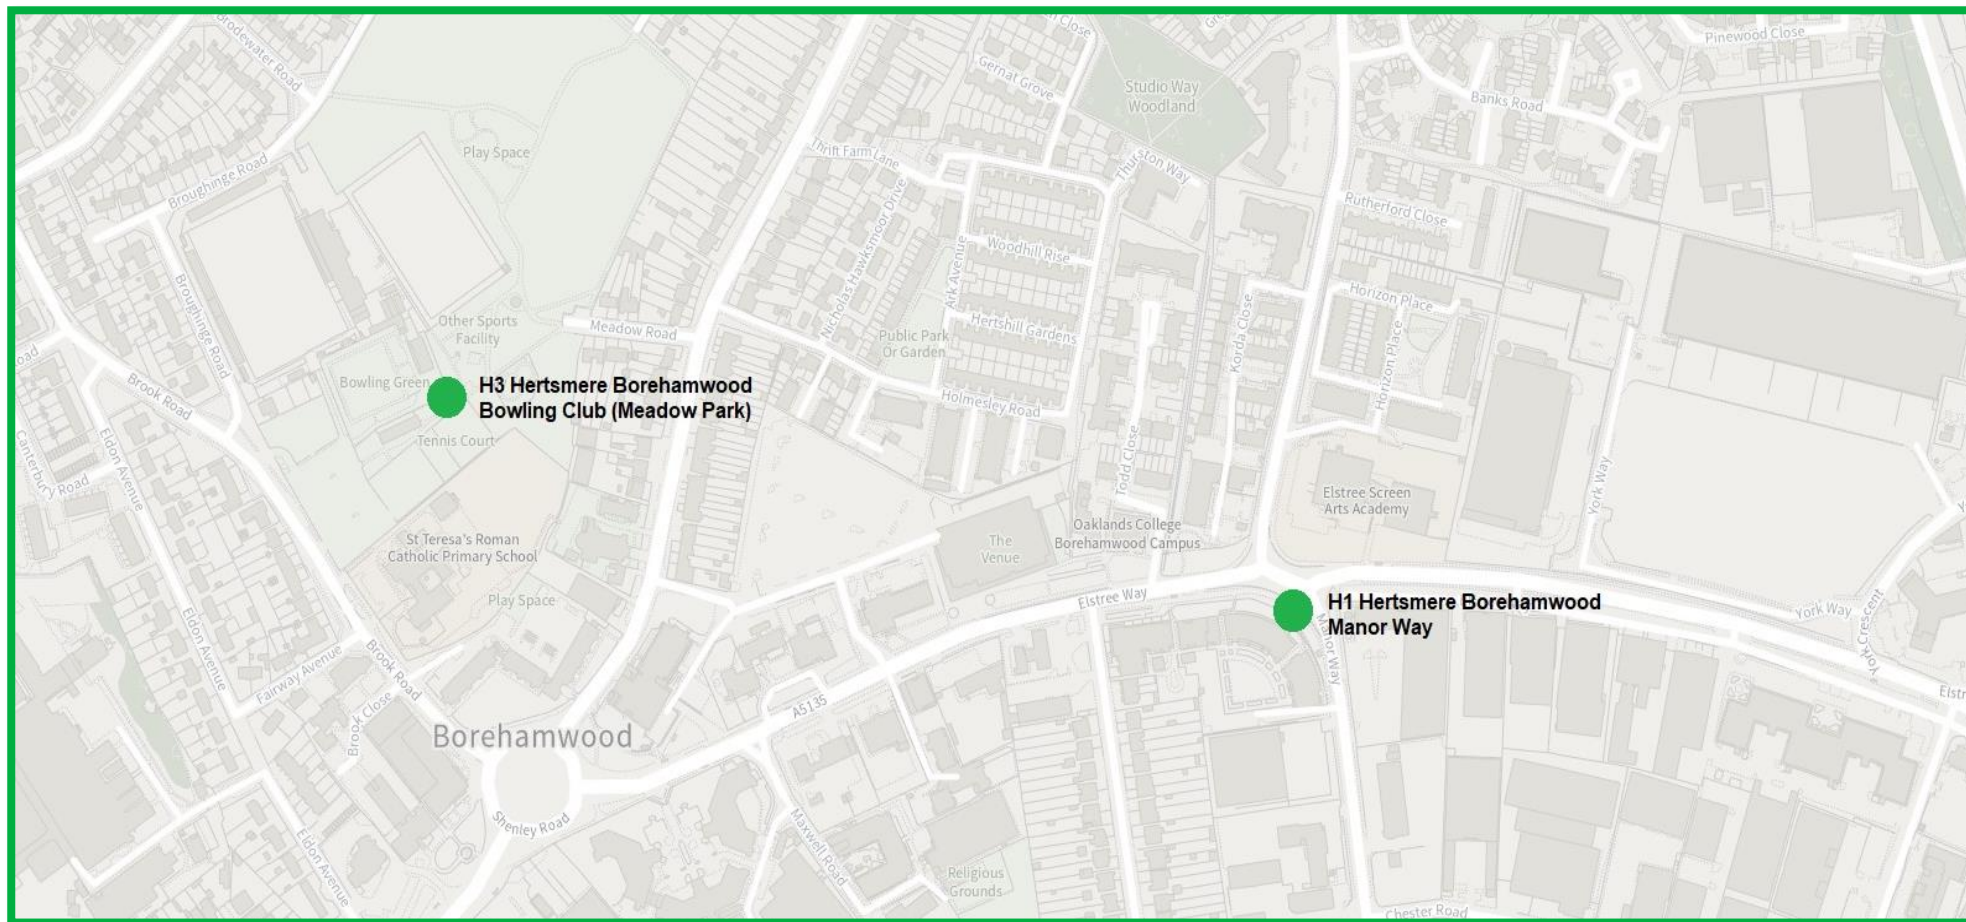 Brodewater Road
Pinewood Close
Gernat Grove
Studio Way
Woodland
Banks Road
Play Space
Thrift Farm Lane
Thurston Way
Broughinge Road
Rutherford Close
Nicholas Hawksmoor Drive
Woodhill Rise
Ark Avenue
Broughinge Road
Horizon Place
Korda Close
Other Sports
Facility
Meadow Road
Hertshill Gardens
Public Park
Or Garden
Horizon Place
Road
Brook Road
Bowling Green
H3 Hertsmere Borehamwood
Bowling Club (Meadow Park)
Holmesley Road
Tennis Court
Canterbury Road
Eldon Avenue
Todd Close
York Way
Elstree Screen
Arts Academy
St Teresa's Roman
Catholic Primary School
The
Venue
Oaklands College
Borehamwood Campus
Play Space
Elstree Way
H1 Hertsmere Borehamwood
Manor Way
Manor Way
York Way
York Crescent
Eldon Avenue
Fairway Avenue
Brook Road
Brook Close
A5135
Borehamwood
Shenley Road
Maxwell Road
Eldon Avenue
Religious
Grounds
Chester Road